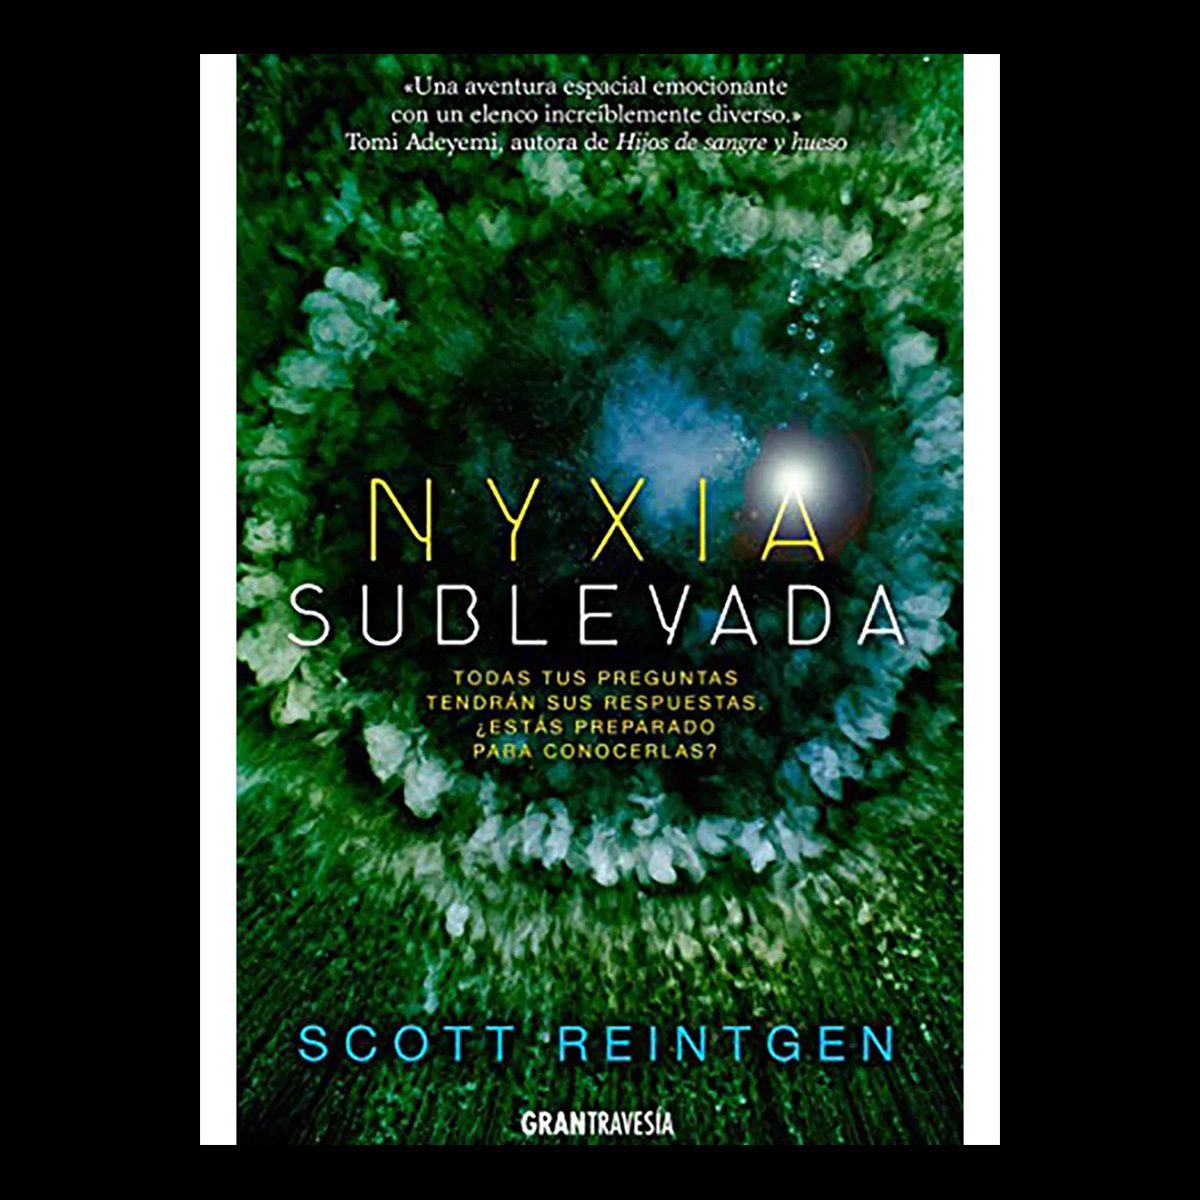 «Una aventura espacial emocionante
con un elenco increíblemente diverso.»
Tomi Adeyemi, autora de Hijos de sangre y hueso
NYXIA
SUBLEVADA
TODAS TUS PREGUNTAS
TENDRÁN SUS RESPUESTAS.
¿ESTÁS PREPARADO
PARA CONOCERLAS?
SCOTT REINTGEN
GRANTRAVESÍA